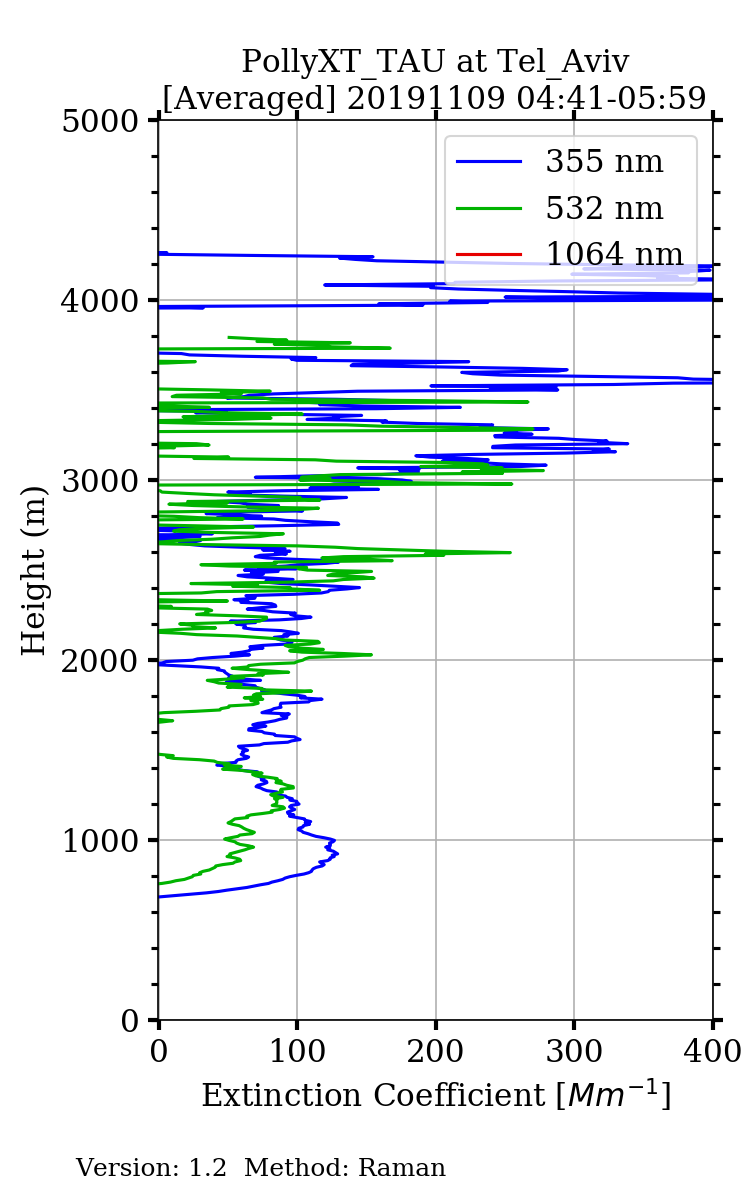 PollyXT_TAU at Tel_Aviv
[Averaged] 20191109 04:41-05:59
355 nm
532 nm
1064 nm
5000
4000
3000
2000
1000
0
Height (m)
0 100 200 300 400
Extinction Coefficient [Mm⁻¹]
Version: 1.2 Method: Raman